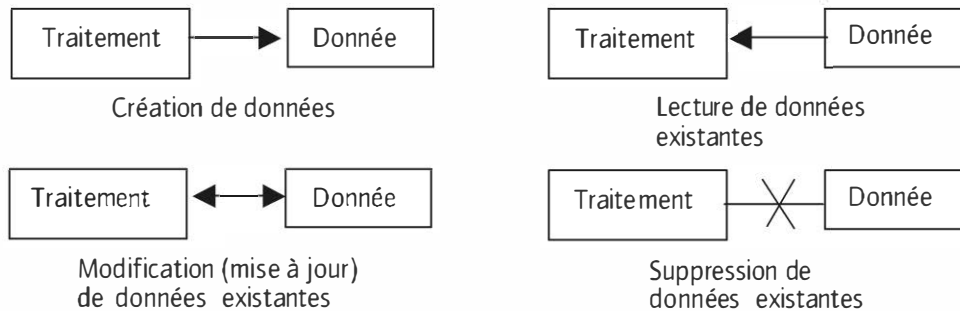 Traitement
Donnée
Création de données
Traitement
Donnée
Lecture de données
existantes
Traitement
Donnée
Modification (mise à jour)
de données existantes
Traitement
Donnée
Suppression de
données existantes